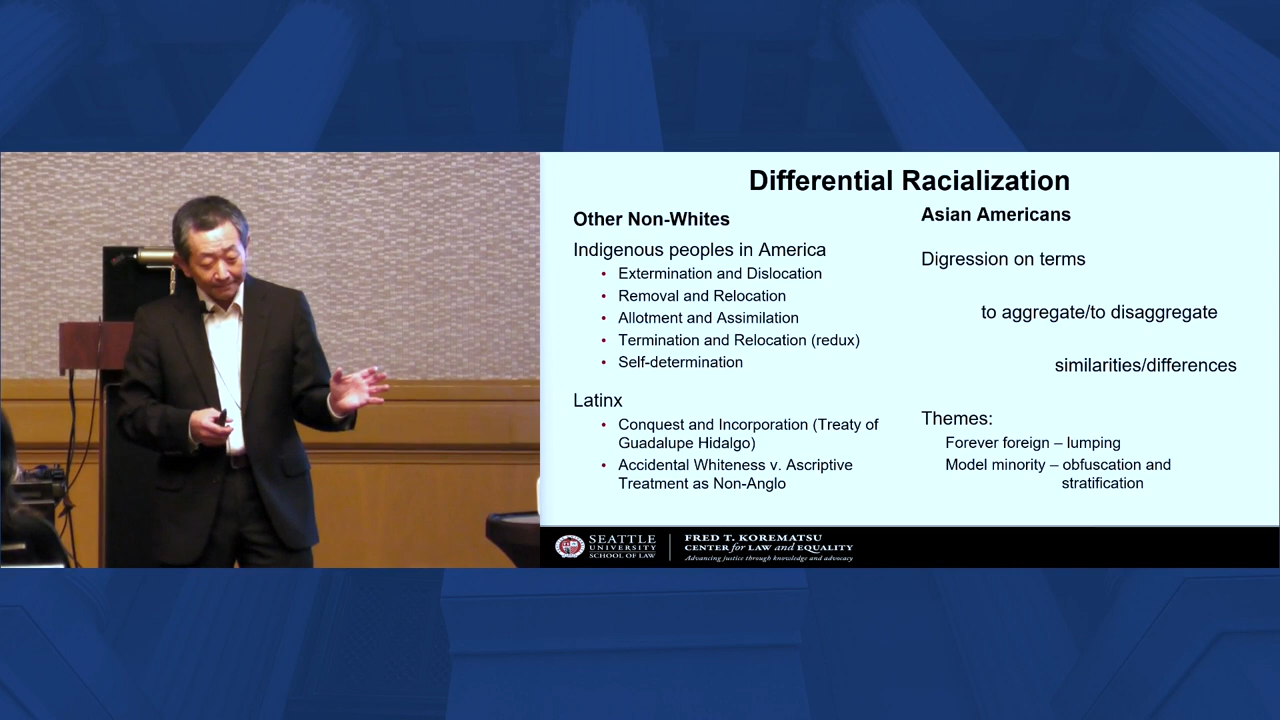 Differential Racialization
Other Non-Whites
Indigenous peoples in America
• Extermination and Dislocation
• Removal and Relocation
• Allotment and Assimilation
• Termination and Relocation (redux)
• Self-determination
Latinx
• Conquest and Incorporation (Treaty of
Guadalupe Hidalgo)
• Accidental Whiteness v. Ascriptive
Treatment as Non-Anglo
Asian Americans
Digression on terms
to aggregate/to disaggregate
similarities/differences
Themes:
Forever foreign – lumping
Model minority – obfuscation and
stratification
SEATTLE
UNIVERSITY
SCHOOL OF LAW
FRED T. KOREMATSU
CENTER for LAW and EQUALITY
Advancing justice through knowledge and advocacy